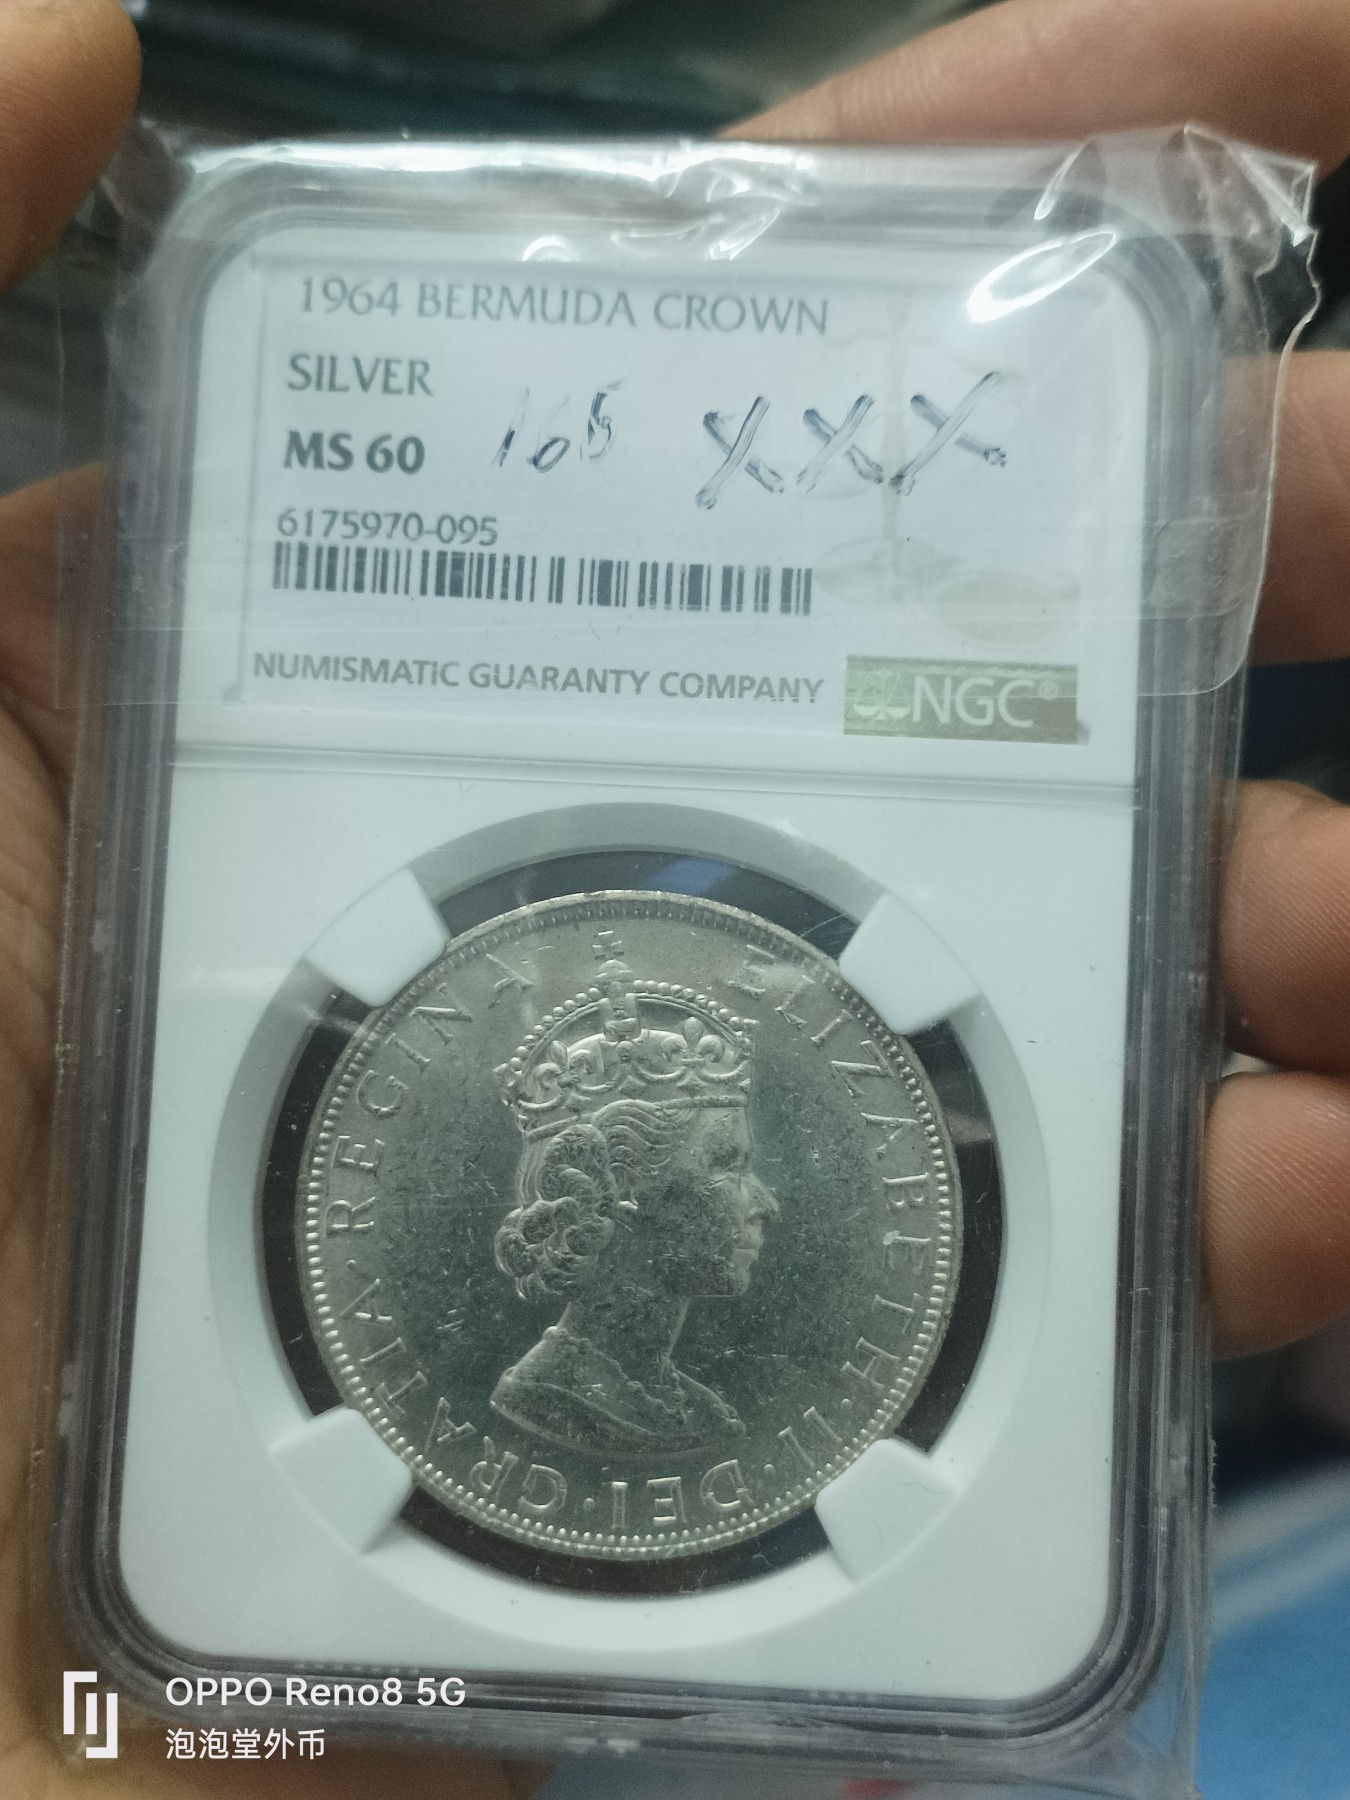 1964 BERMUDA CROWN
SILVER
MS 60
165 XXX
6175970-095
NUMISMATIC GUARANTY COMPANY
NGC®
ELIZABETH·II·DEI·GRATIA·REGINA
OPPO Reno8 5G
泡泡堂外币